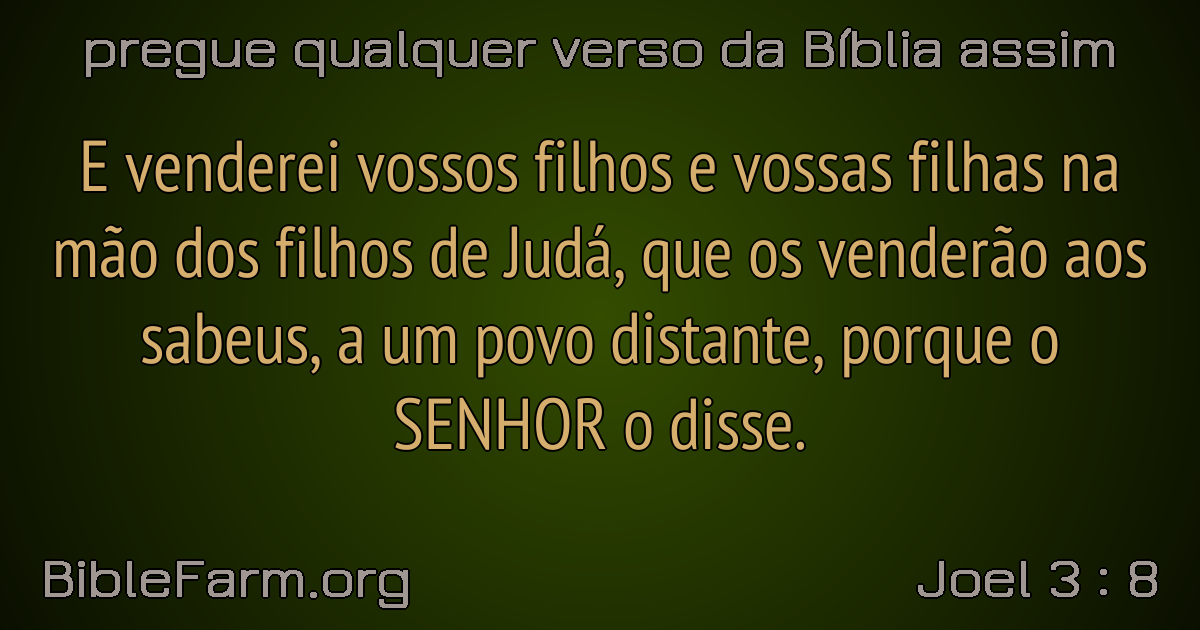 pregue qualquer verso da Bíblia assim
E venderei vossos filhos e vossas filhas na
mão dos filhos de Judá, que os venderão aos
sabeus, a um povo distante, porque o
SENHOR o disse.
BibleFarm.org
Joel 3 : 8